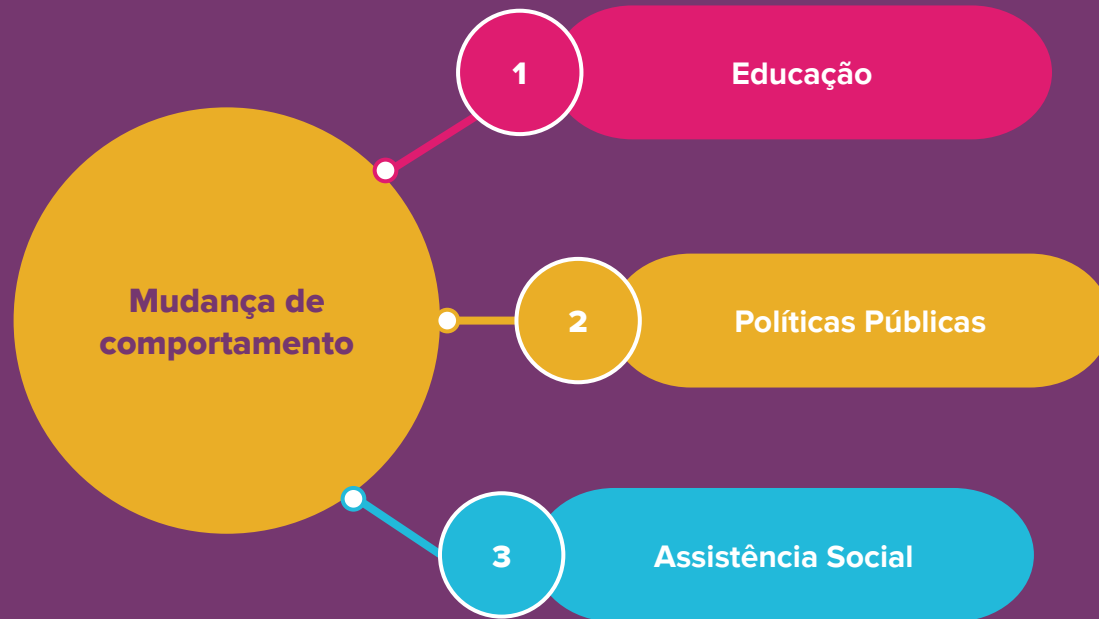 1
Educação
Mudança de
comportamento
2
Políticas Públicas
3
Assistência Social